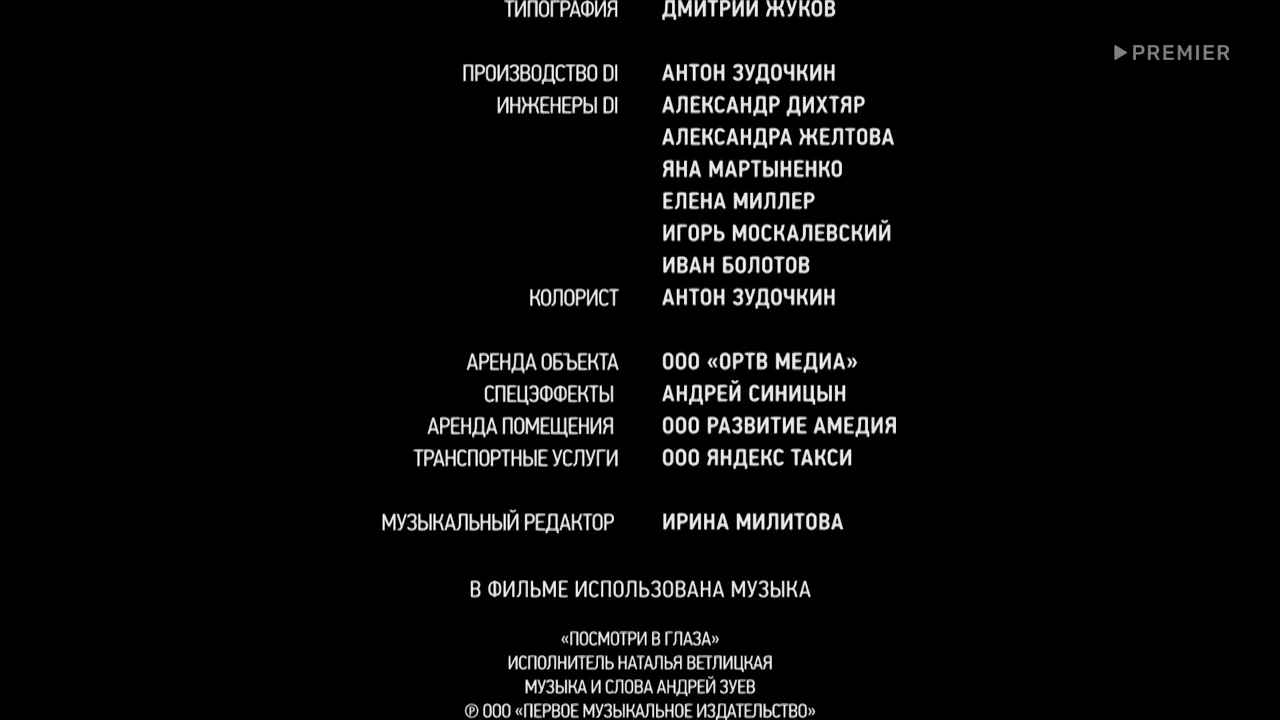 ТИПОГРАФИЯ ДМИТРИЙ ЖУКОВ
PREMIER
ПРОИЗВОДСТВО DI АНТОН ЗУДОЧКИН
ИНЖЕНЕРЫ DI АЛЕКСАНДР ДИХТЯР
АЛЕКСАНДРА ЖЕЛТОВА
ЯНА МАРТЫНЕНКО
ЕЛЕНА МИЛЛЕР
ИГОРЬ МОСКАЛЕВСКИЙ
ИВАН БОЛОТОВ
КОЛОРИСТ АНТОН ЗУДОЧКИН
АРЕНДА ОБЪЕКТА ООО «ОРТВ МЕДИА»
СПЕЦЭФФЕКТЫ АНДРЕЙ СИНИЦЫН
АРЕНДА ПОМЕЩЕНИЯ ООО РАЗВИТИЕ АМЕДИЯ
ТРАНСПОРТНЫЕ УСЛУГИ ООО ЯНДЕКС ТАКСИ
МУЗЫКАЛЬНЫЙ РЕДАКТОР ИРИНА МИЛИТОВА
В ФИЛЬМЕ ИСПОЛЬЗОВАНА МУЗЫКА
«ПОСМОТРИ В ГЛАЗА»
ИСПОЛНИТЕЛЬ НАТАЛЬЯ ВЕТЛИЦКАЯ
МУЗЫКА И СЛОВА АНДРЕЙ ЗУЕВ
℗ ООО «ПЕРВОЕ МУЗЫКАЛЬНОЕ ИЗДАТЕЛЬСТВО»